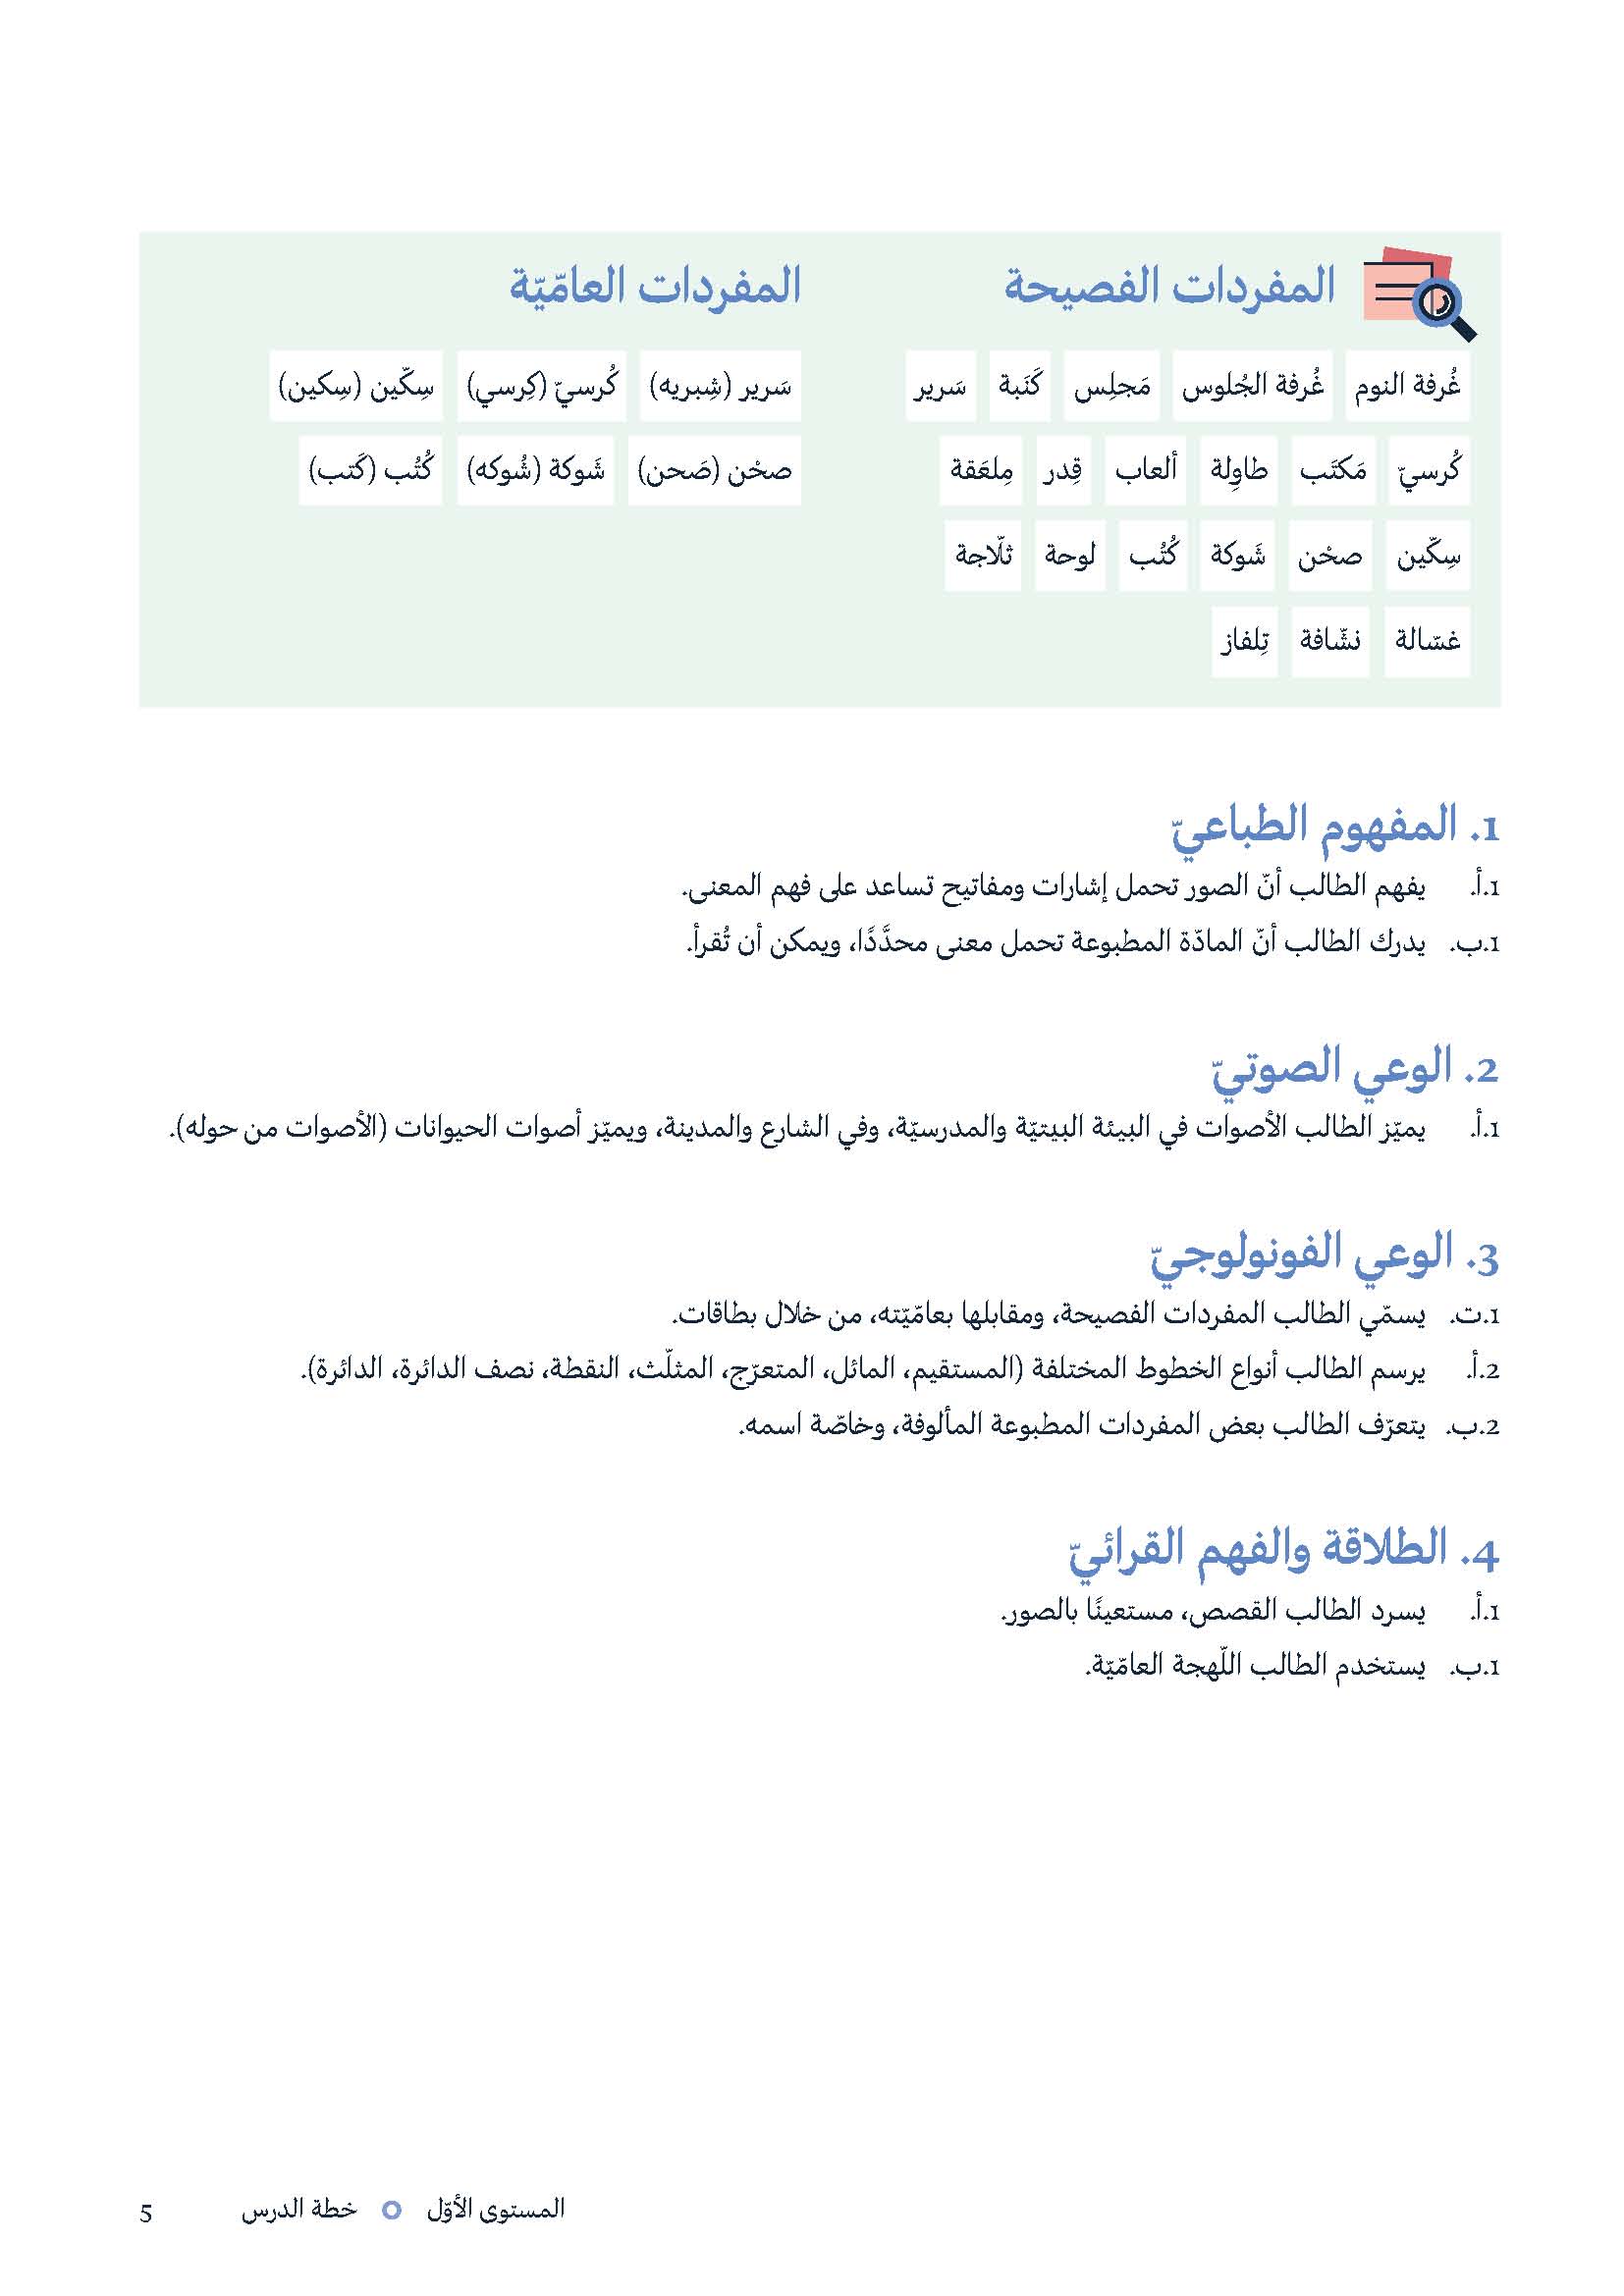 المفردات الفصيحة
غُرفة النوم غُرفة الجُلوس مَجلِس كَنَبة سَرير
كُرسيّ مَكتَب طاوِلة ألعاب قِدر مِلعَقة
سِكّين صحْن شَوكة كُتُب لوحة ثلّاجة
غسّالة نشّافة تِلفاز
المفردات العامّيّة
سَرير (شِبريه) كُرسيّ (كِرسي) سِكّين (سِكين)
صحْن (صَحن) شَوكة (شُوكه) كُتُب (كَتب)
1. المفهوم الطباعيّ
1.أ. يفهم الطالب أنّ الصور تحمل إشارات ومفاتيح تساعد على فهم المعنى.
1.ب. يدرك الطالب أنّ المادّة المطبوعة تحمل معنى محدَّدًا، ويمكن أن تُقرأ.
2. الوعي الصوتيّ
1.أ. يميّز الطالب الأصوات في البيئة البيتيّة والمدرسيّة، وفي الشارع والمدينة، ويميّز أصوات الحيوانات (الأصوات من حوله).
3. الوعي الفونولوجيّ
1.ت. يسمّي الطالب المفردات الفصيحة، ومقابلها بعامّيّته، من خلال بطاقات.
2.أ. يرسم الطالب أنواع الخطوط المختلفة (المستقيم، المائل، المتعرّج، المثلّث، النقطة، نصف الدائرة، الدائرة).
2.ب. يتعرّف الطالب بعض المفردات المطبوعة المألوفة، وخاصّة اسمه.
4. الطلاقة والفهم القرائيّ
1.أ. يسرد الطالب القصص، مستعينًا بالصور.
1.ب. يستخدم الطالب اللّهجة العامّيّة.
المستوى الأوّل خطة الدرس 5